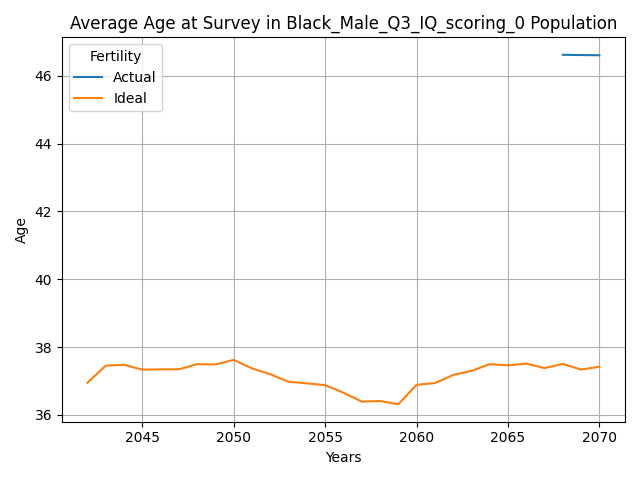 Average Age at Survey in Black_Male_Q3_IQ_scoring_0 Population
Fertility
Actual
Ideal
46
44
42
40
38
36
Age
2045 2050 2055 2060 2065 2070
Years